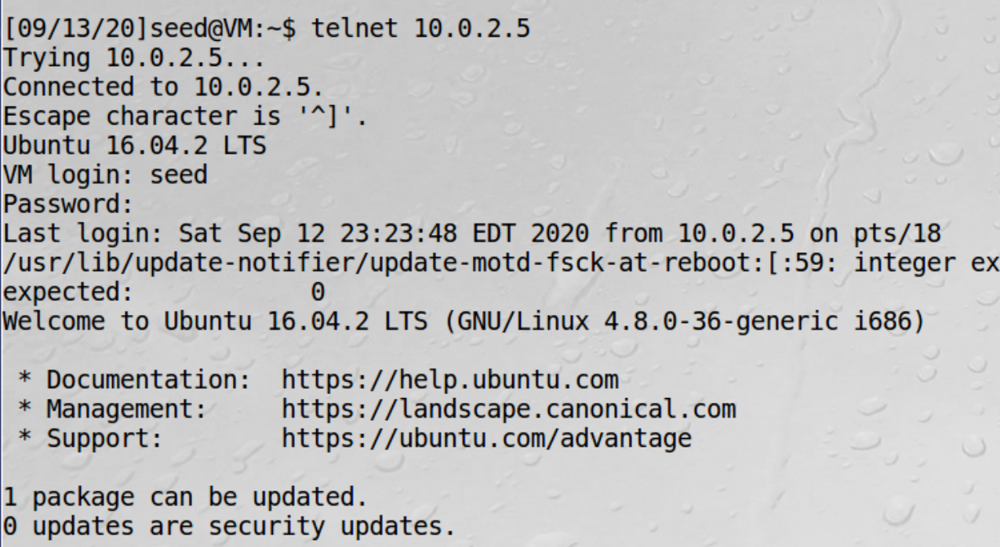 [09/13/20]seed@VM:~$ telnet 10.0.2.5
Trying 10.0.2.5...
Connected to 10.0.2.5.
Escape character is '^]'.
Ubuntu 16.04.2 LTS
VM login: seed
Password:
Last login: Sat Sep 12 23:23:48 EDT 2020 from 10.0.2.5 on pts/18
/usr/lib/update-notifier/update-motd-fsck-at-reboot:[:59: integer ex
expected:            0
Welcome to Ubuntu 16.04.2 LTS (GNU/Linux 4.8.0-36-generic i686)
 * Documentation:  https://help.ubuntu.com
 * Management:     https://landscape.canonical.com
 * Support:        https://ubuntu.com/advantage
1 package can be updated.
0 updates are security updates.